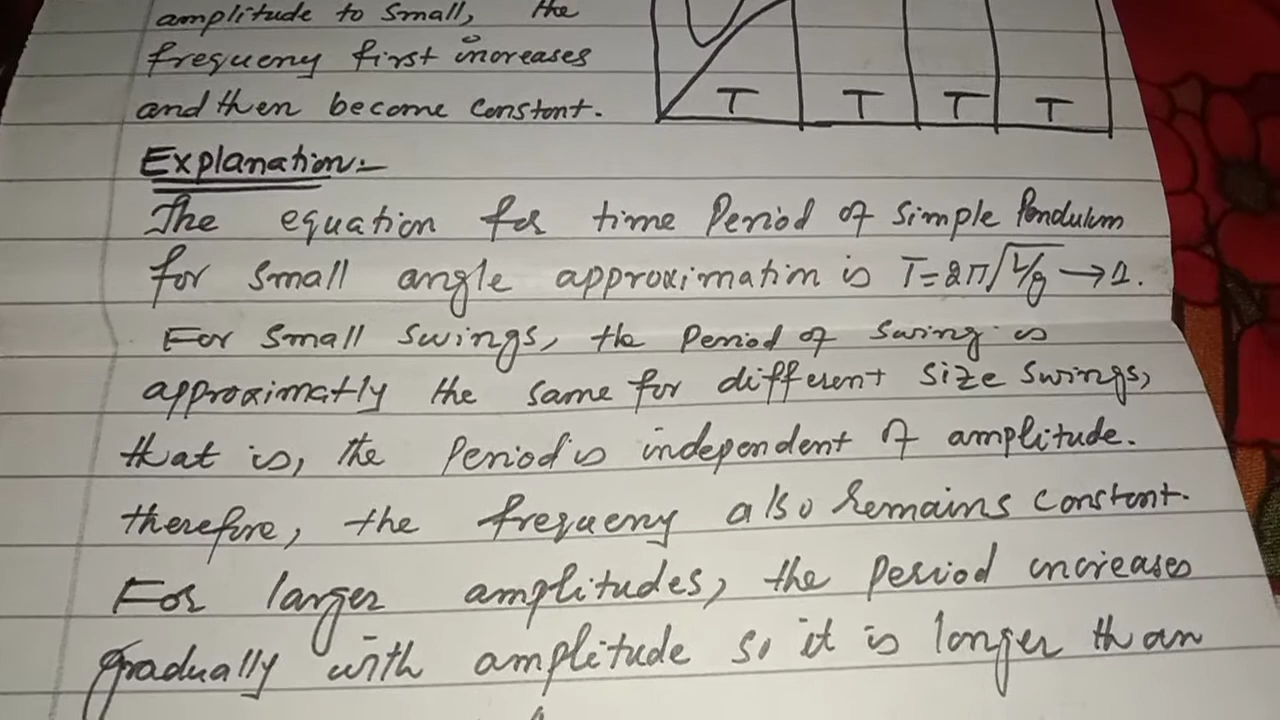 amplitude to small, the
frequeny first increases
and then become constant.
T T T T
Explanation:-
The equation for time Period of simple Pendulum
for small angle approximation is T=2π√L/g →1.
For small swings, the period of swing is
approximatly the same for different size swings,
that is, the Period is independent of amplitude.
therefore, the frequeny also remains constant.
For larger amplitudes, the period increases
gradually with amplitude so it is longer than